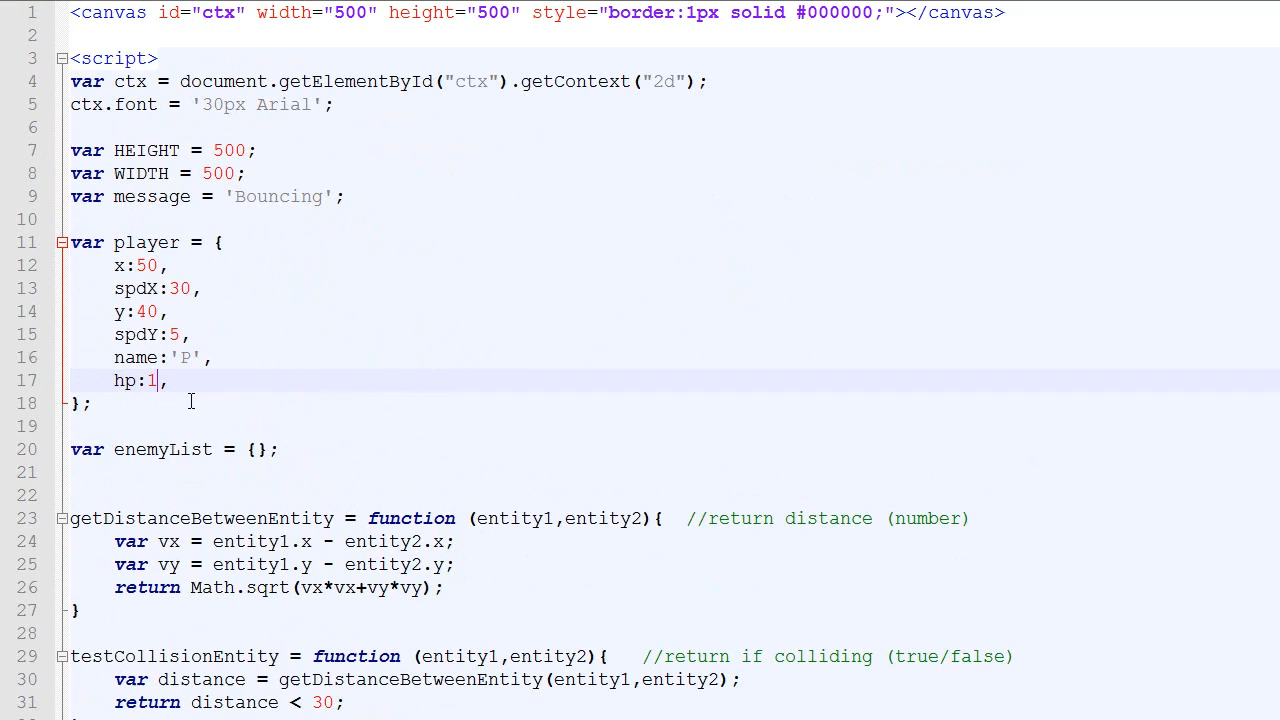 1 <canvas id="ctx" width="500" height="500" style="border:1px solid #000000;"></canvas>
2
3 <script>
4 var ctx = document.getElementById("ctx").getContext("2d");
5 ctx.font = '30px Arial';
6
7 var HEIGHT = 500;
8 var WIDTH = 500;
9 var message = 'Bouncing';
10
11 var player = {
12 x:50,
13 spdX:30,
14 y:40,
15 spdY:5,
16 name:'P',
17 hp:1,
18 };
19
20 var enemyList = {};
21
22
23 getDistanceBetweenEntity = function (entity1,entity2){ //return distance (number)
24 var vx = entity1.x - entity2.x;
25 var vy = entity1.y - entity2.y;
26 return Math.sqrt(vx*vx+vy*vy);
27 }
28
29 testCollisionEntity = function (entity1,entity2){ //return if colliding (true/false)
30 var distance = getDistanceBetweenEntity(entity1,entity2);
31 return distance < 30;